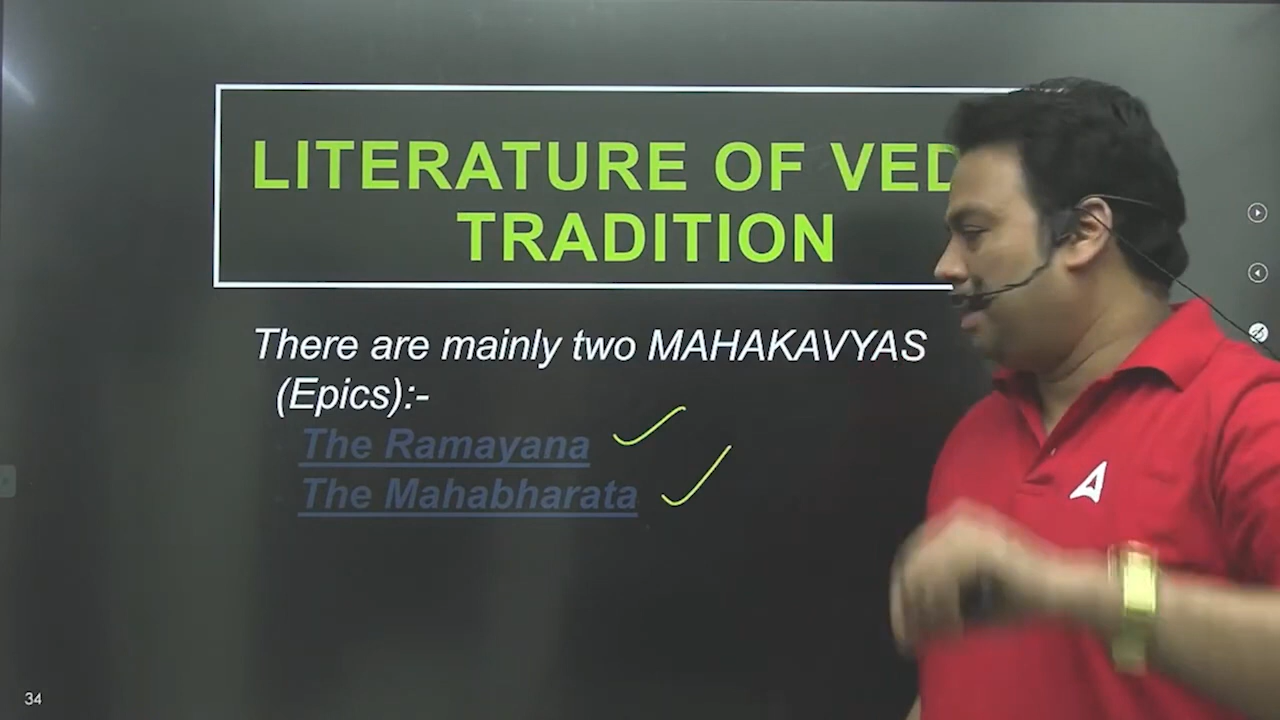 LITERATURE OF VED
TRADITION
There are mainly two MAHAKAVYAS
(Epics):-
The Ramayana
The Mahabharata
34